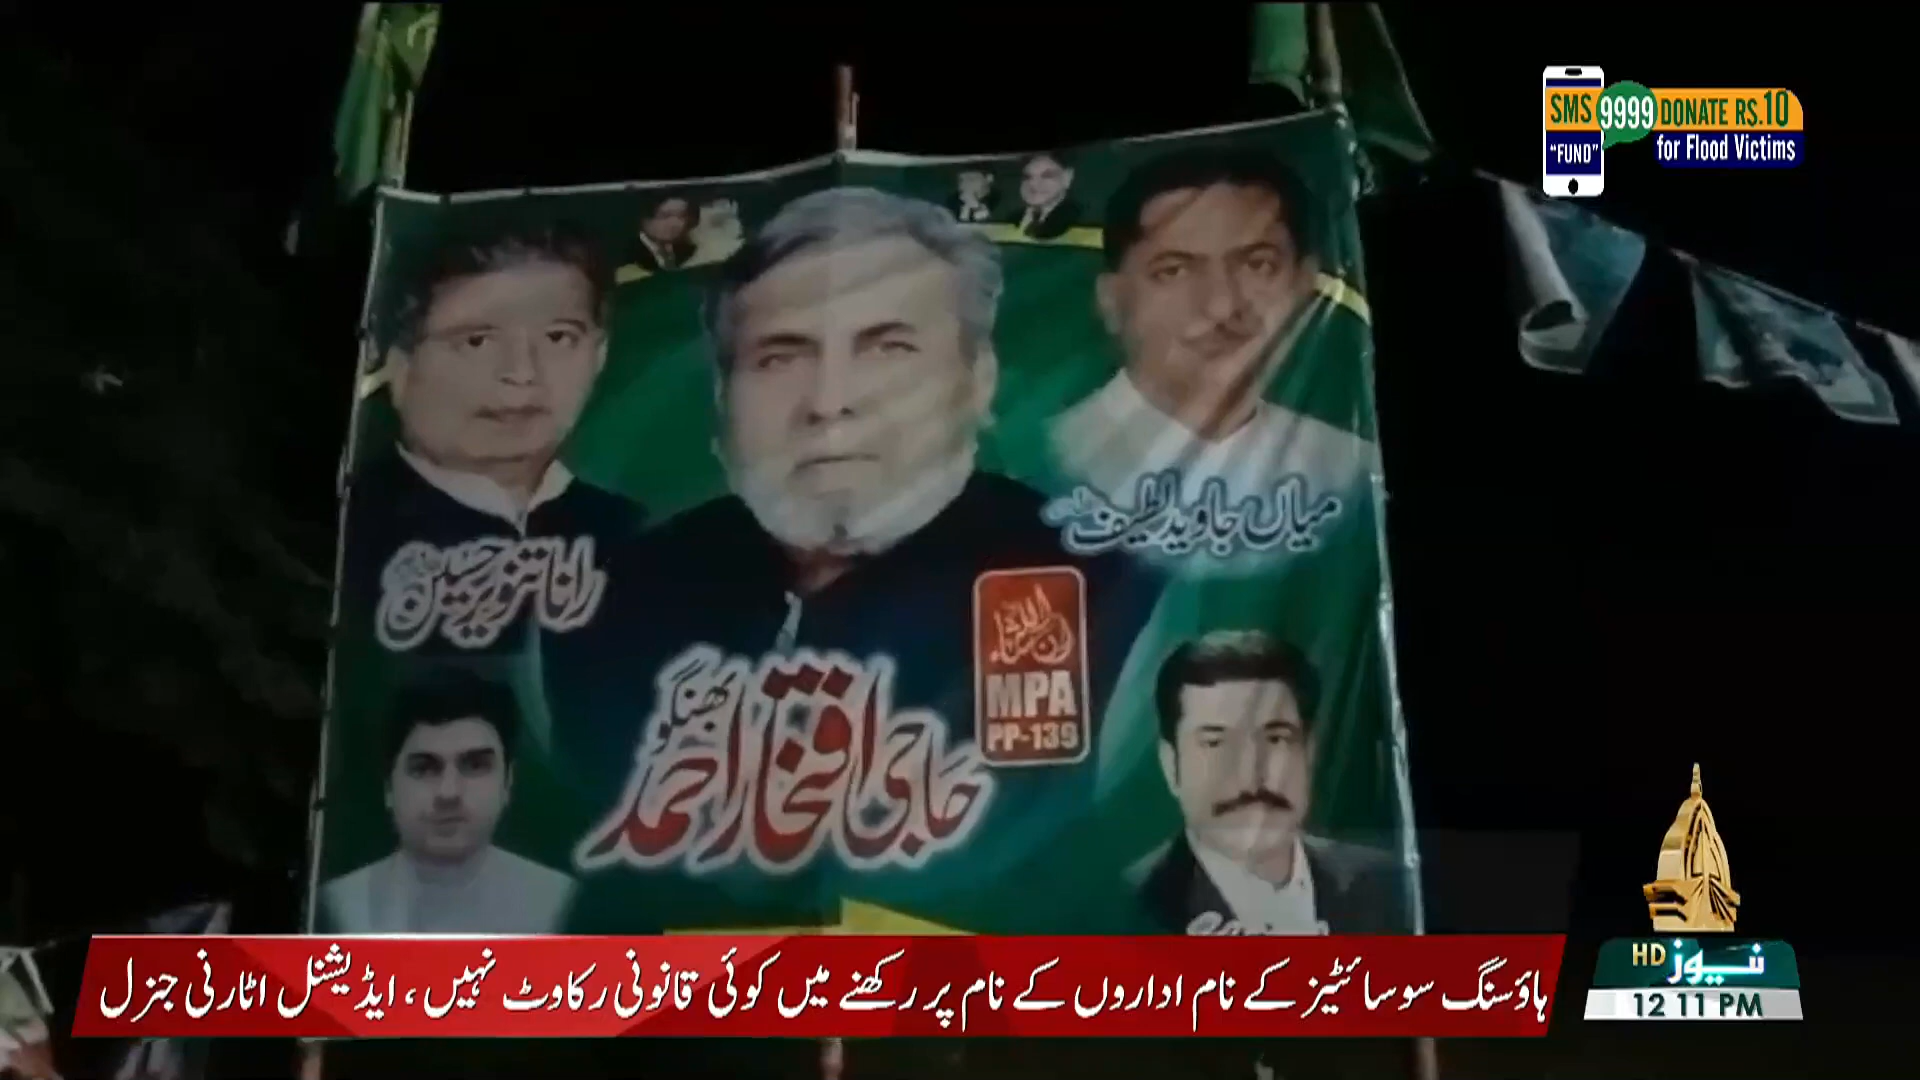 SMS
"FUND"
9999
DONATE RS.10
for Flood Victims
میاں جاوید لطیف
رانا تنویر حسین
حاجی افتخار احمد بھنگو
انشاءاللہ
MPA
PP-139
ہاؤسنگ سوسائٹیز کے نام اداروں کے نام پر رکھنے میں کوئی قانونی رکاوٹ نہیں، ایڈیشنل اٹارنی جنرل
نیوز HD
12 11 PM